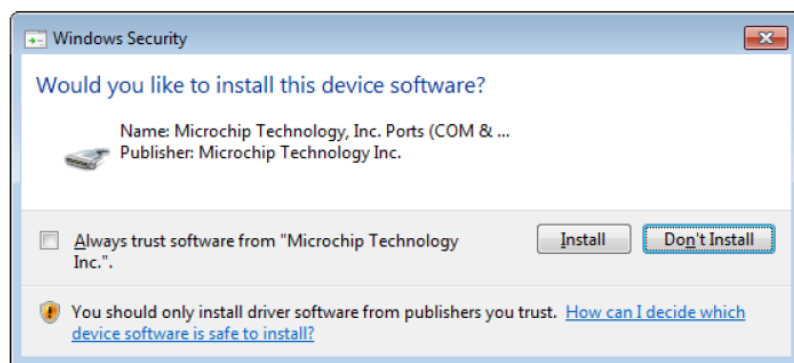 Windows Security
Would you like to install this device software?
Name: Microchip Technology, Inc. Ports (COM & ...
Publisher: Microchip Technology Inc.
Always trust software from "Microchip Technology
Inc.".
Install
Don't Install
You should only install driver software from publishers you trust. How can I decide which
device software is safe to install?